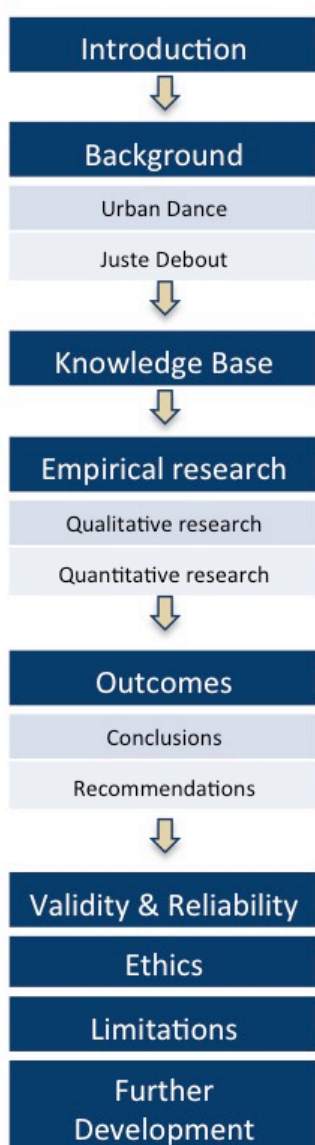 Introduction
Background
Urban Dance
Juste Debout
Knowledge Base
Empirical research
Qualitative research
Quantitative research
Outcomes
Conclusions
Recommendations
Validity & Reliability
Ethics
Limitations
Further
Development